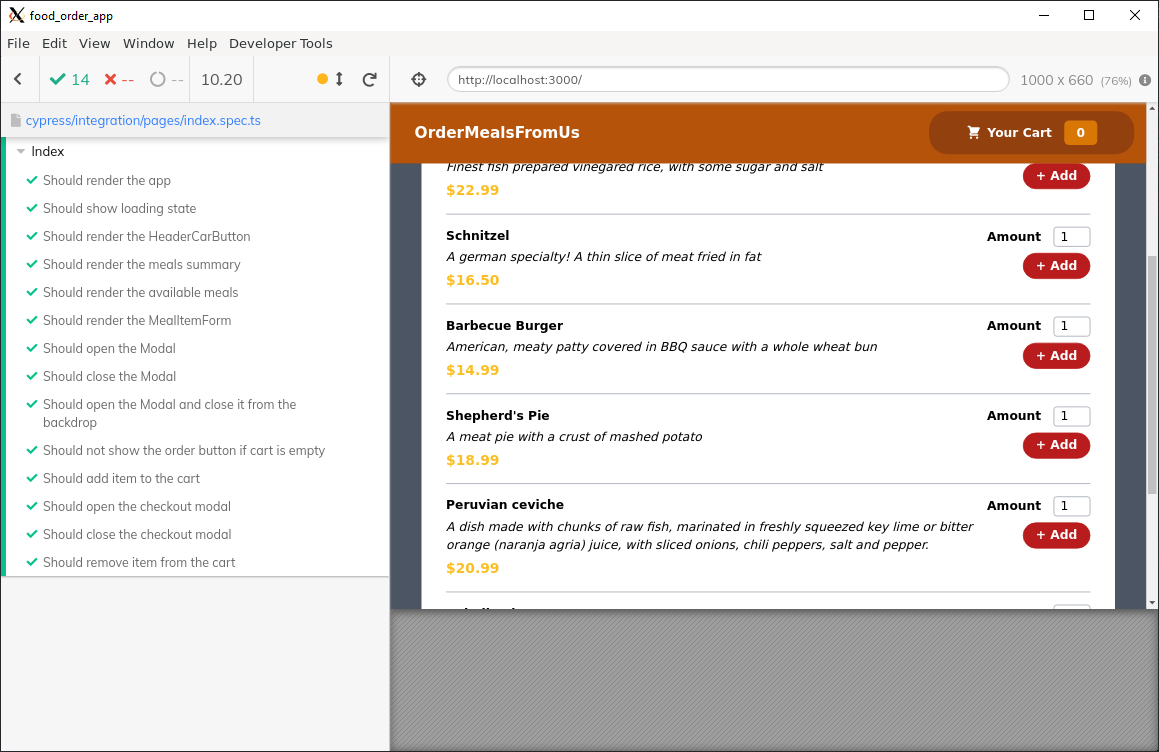 food_order_app
File Edit View Window Help Developer Tools
14 -- -- 10.20
http://localhost:3000/
1000 x 660 (76%)
cypress/integration/pages/index.spec.ts
Index
Should render the app
Should show loading state
Should render the HeaderCarButton
Should render the meals summary
Should render the available meals
Should render the MealItemForm
Should open the Modal
Should close the Modal
Should open the Modal and close it from the
backdrop
Should not show the order button if cart is empty
Should add item to the cart
Should open the checkout modal
Should close the checkout modal
Should remove item from the cart
OrderMealsFromUs
Your Cart 0
Finest fish prepared vinegared rice, with some sugar and salt
+ Add
$22.99
Schnitzel
Amount 1
A german specialty! A thin slice of meat fried in fat
+ Add
$16.50
Barbecue Burger
Amount 1
American, meaty patty covered in BBQ sauce with a whole wheat bun
+ Add
$14.99
Shepherd's Pie
Amount 1
A meat pie with a crust of mashed potato
+ Add
$18.99
Peruvian ceviche
Amount 1
A dish made with chunks of raw fish, marinated in freshly squeezed key lime or bitter
orange (naranja agria) juice, with sliced onions, chili peppers, salt and pepper.
+ Add
$20.99